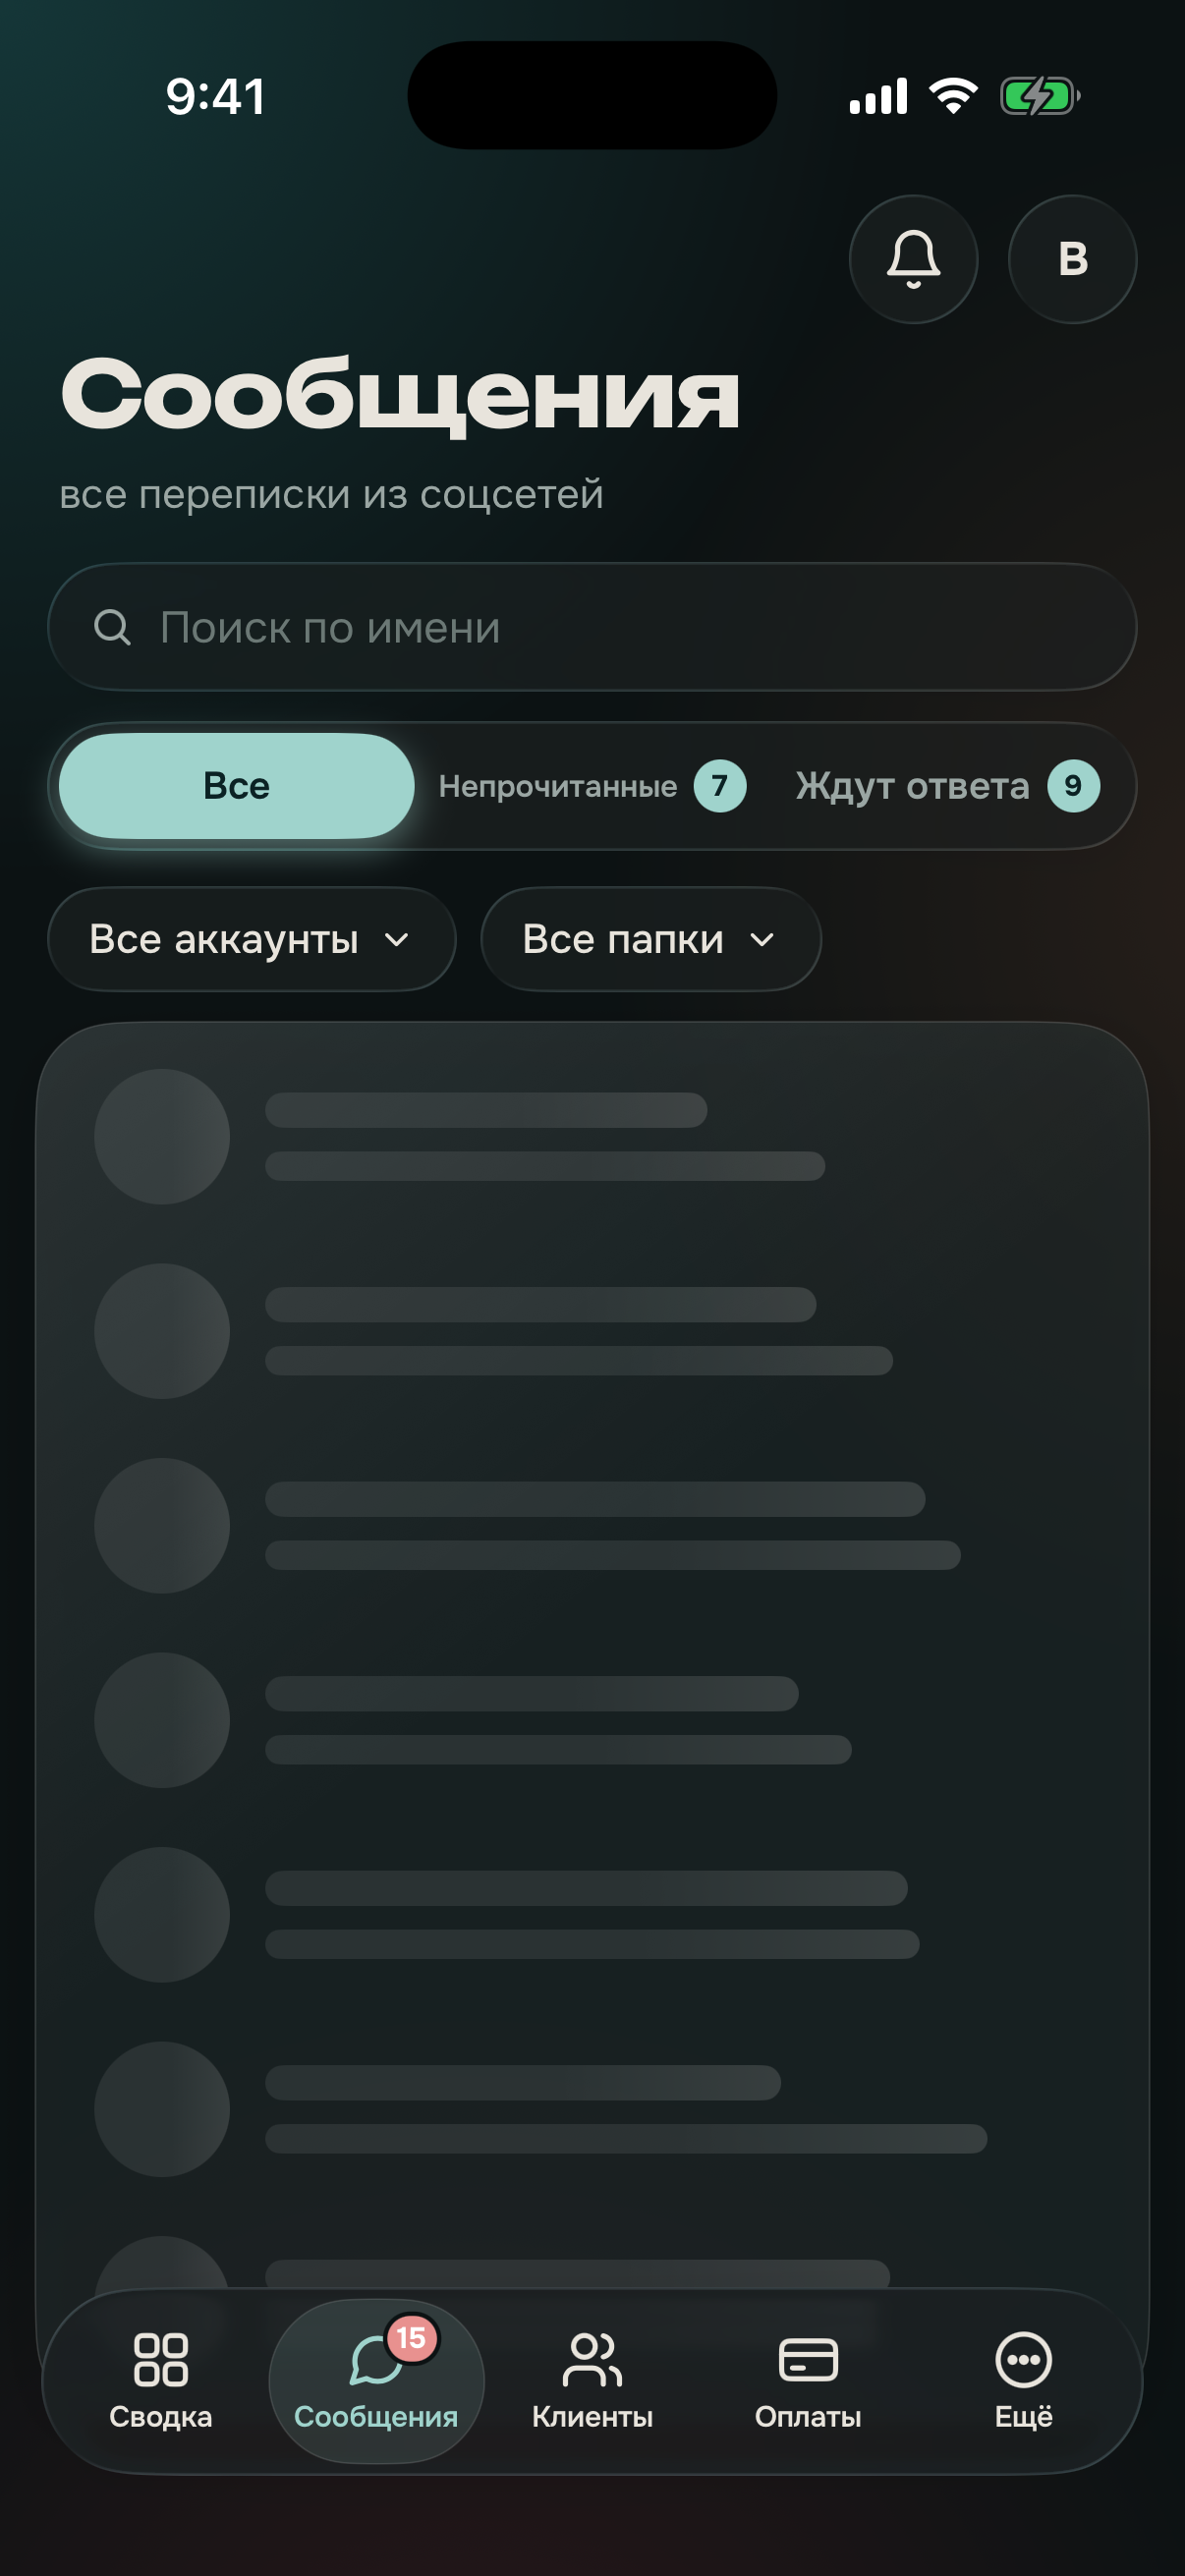 9:41
B
Сообщения
все переписки из соцсетей
Поиск по имени
Все Непрочитанные 7 Ждут ответа 9
Все аккаунты Все папки
15
Сводка Сообщения Клиенты Оплаты Ещё